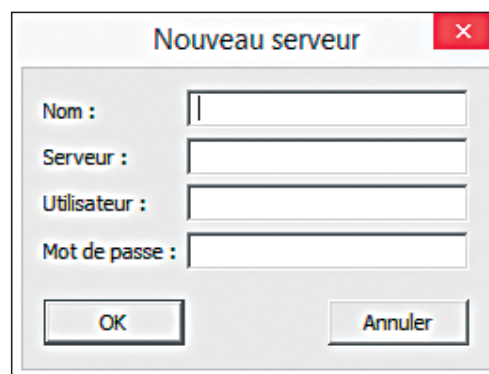 Nouveau serveur
Nom :
Serveur :
Utilisateur :
Mot de passe :
OK Annuler